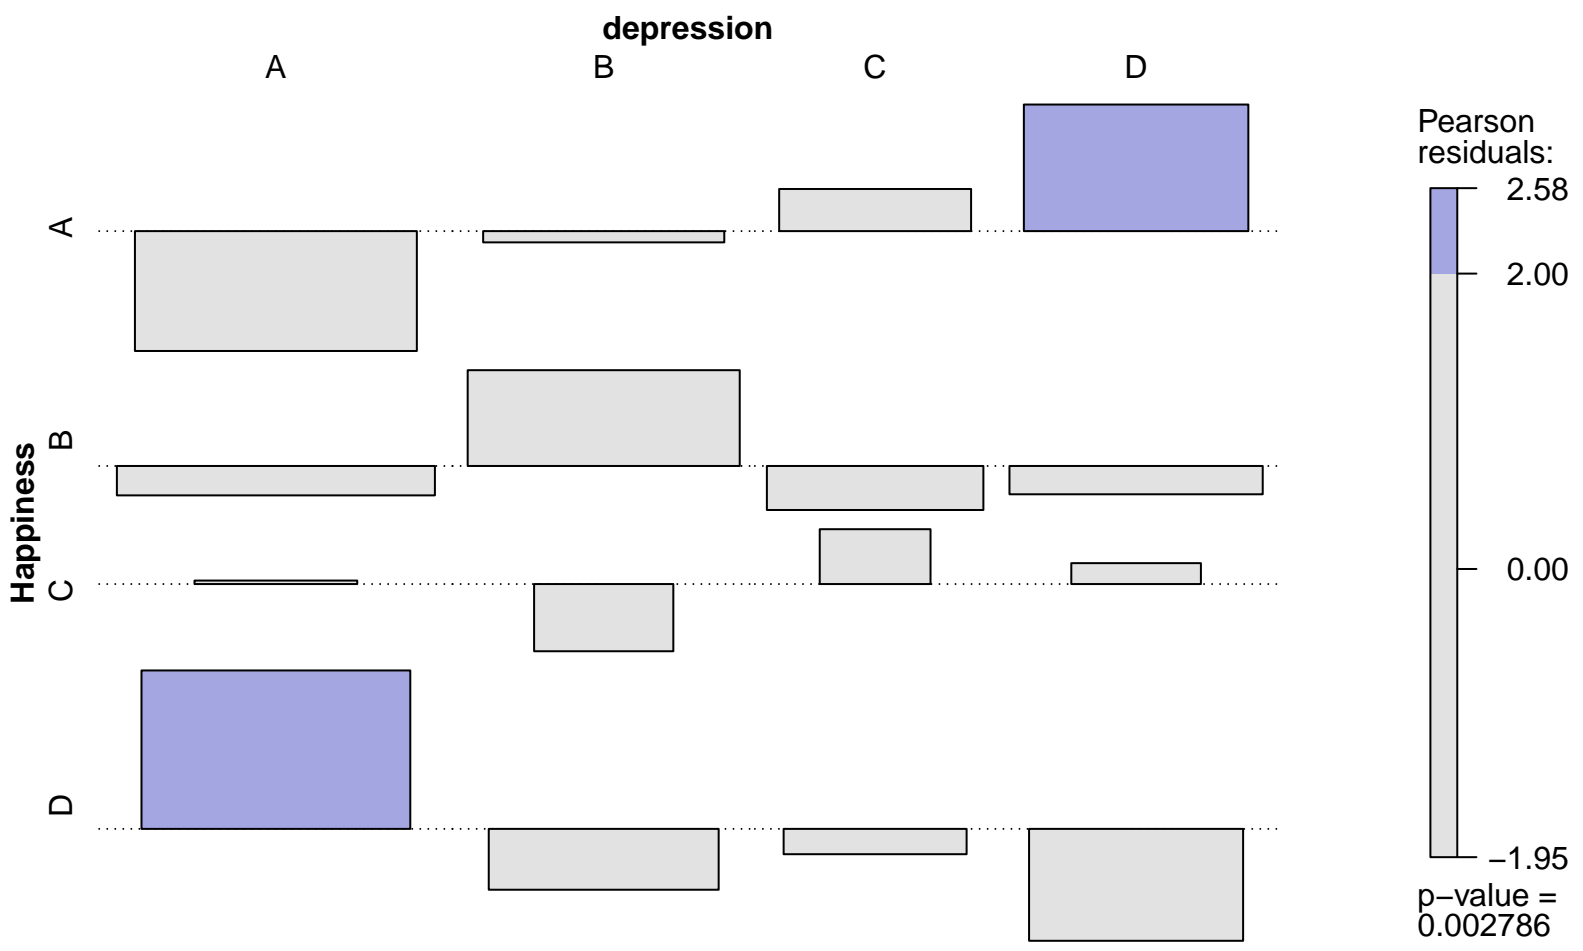 depression
A B C D
Happiness
A
B
C
D
Pearson
residuals:
2.58
2.00
0.00
−1.95
p−value =
0.002786